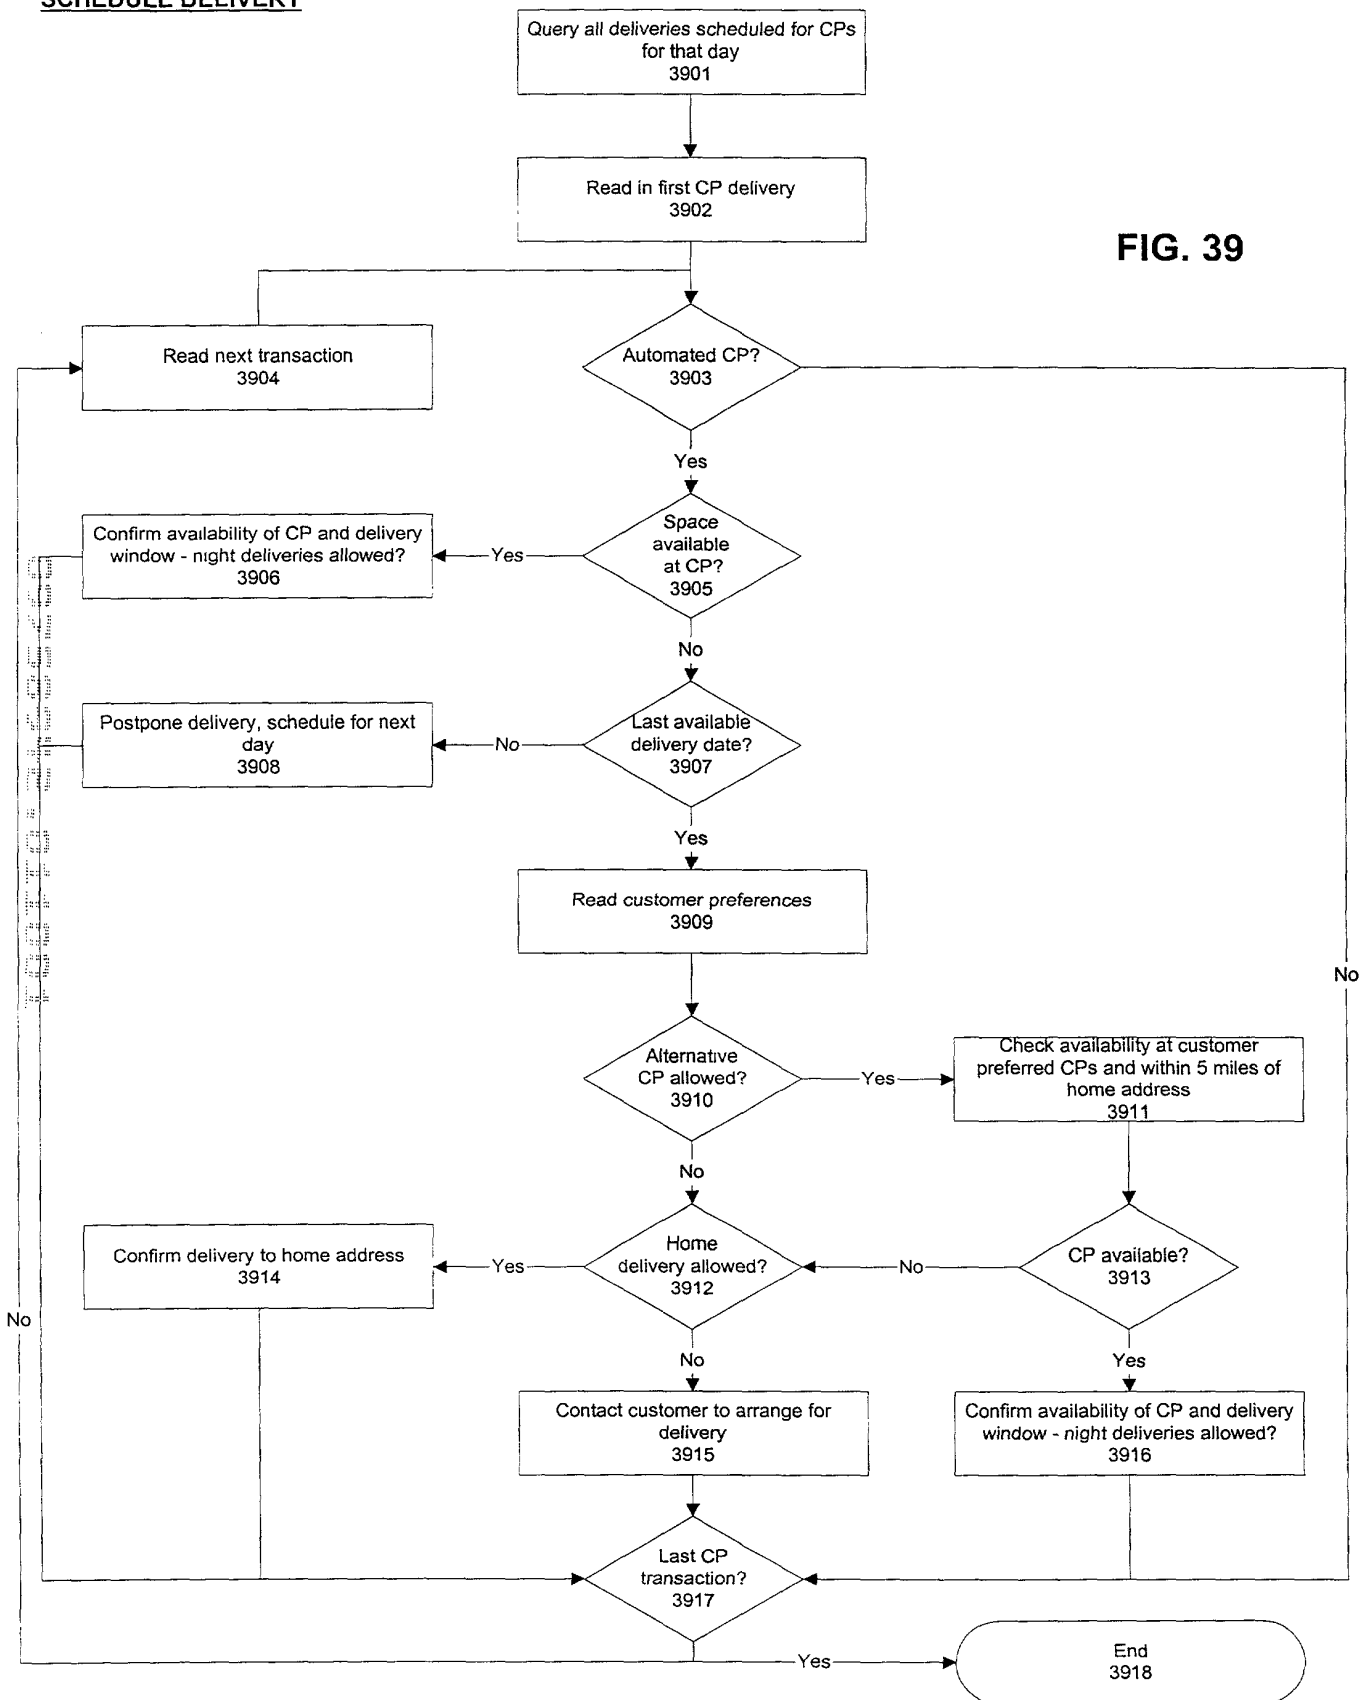 SCHEDULE DELIVERY
Query all deliveries scheduled for CPs
for that day
3901
Read in first CP delivery
3902
FIG. 39
Read next transaction
3904
Automated CP?
3903
Yes
Confirm availability of CP and delivery
window - night deliveries allowed?
3906
Yes
Space
available
at CP?
3905
No
Postpone delivery, schedule for next
day
3908
No
Last available
delivery date?
3907
Yes
Read customer preferences
3909
No
Alternative
CP allowed?
3910
Yes
Check availability at customer
preferred CPs and within 5 miles of
home address
3911
No
Confirm delivery to home address
3914
Yes
Home
delivery allowed?
3912
No
CP available?
3913
No
No
Yes
Contact customer to arrange for
delivery
3915
Confirm availability of CP and delivery
window - night deliveries allowed?
3916
Last CP
transaction?
3917
Yes
End
3918